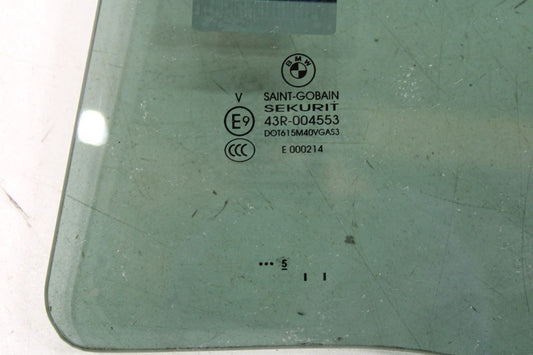 BMW
V SAINT-GOBAIN
SEKURIT
E9 43R-004553
DOT615M40VGAS3
CCC E 000214
... 5